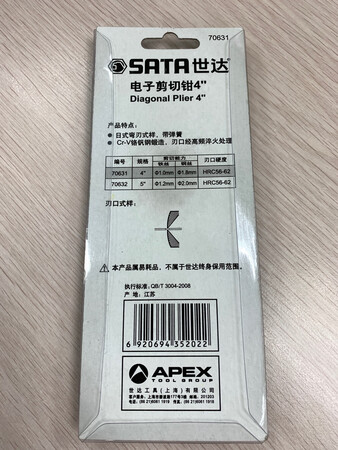 70631
SATA 世达
电子剪切钳4"
Diagonal Plier 4"
产品特点：
●日式弯刃式样，带弹簧
●Cr-V铬钒钢锻造，刃口经高频淬火处理
编号 规格 剪切能力 刃口硬度
铁丝 铜丝
70631 4" Φ1.0mm Φ1.8mm HRC56-62
70632 5" Φ1.2mm Φ2.0mm HRC56-62
刃口式样：
本产品属易耗品，不属于世达终身保用范围。
执行标准：QB/T 3004-2008
产 地：江苏
6 920694 352022
APEX
TOOL GROUP
世达工具（上海）有限公司